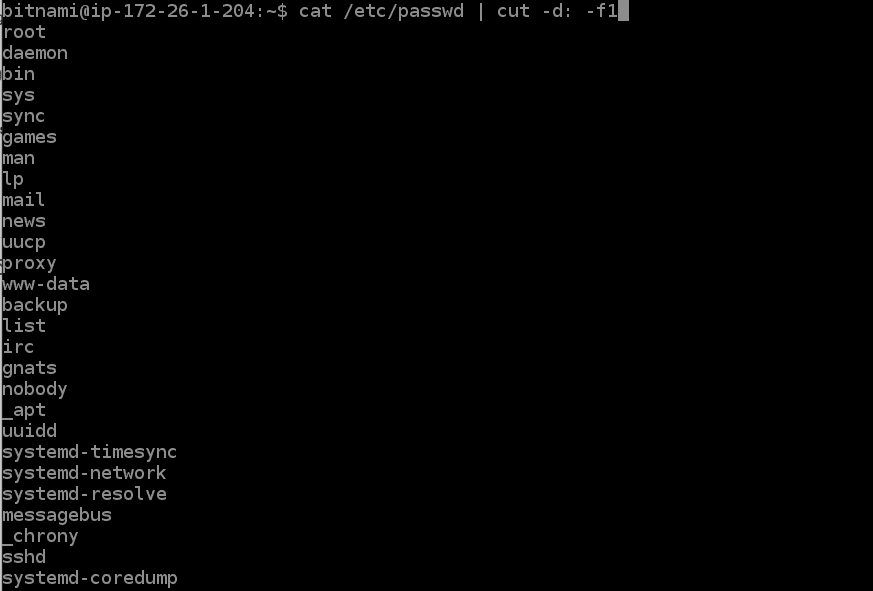 bitnami@ip-172-26-1-204:~$ cat /etc/passwd | cut -d: -f1
root
daemon
bin
sys
sync
games
man
lp
mail
news
uucp
proxy
www-data
backup
list
irc
gnats
nobody
_apt
uuidd
systemd-timesync
systemd-network
systemd-resolve
messagebus
_chrony
sshd
systemd-coredump